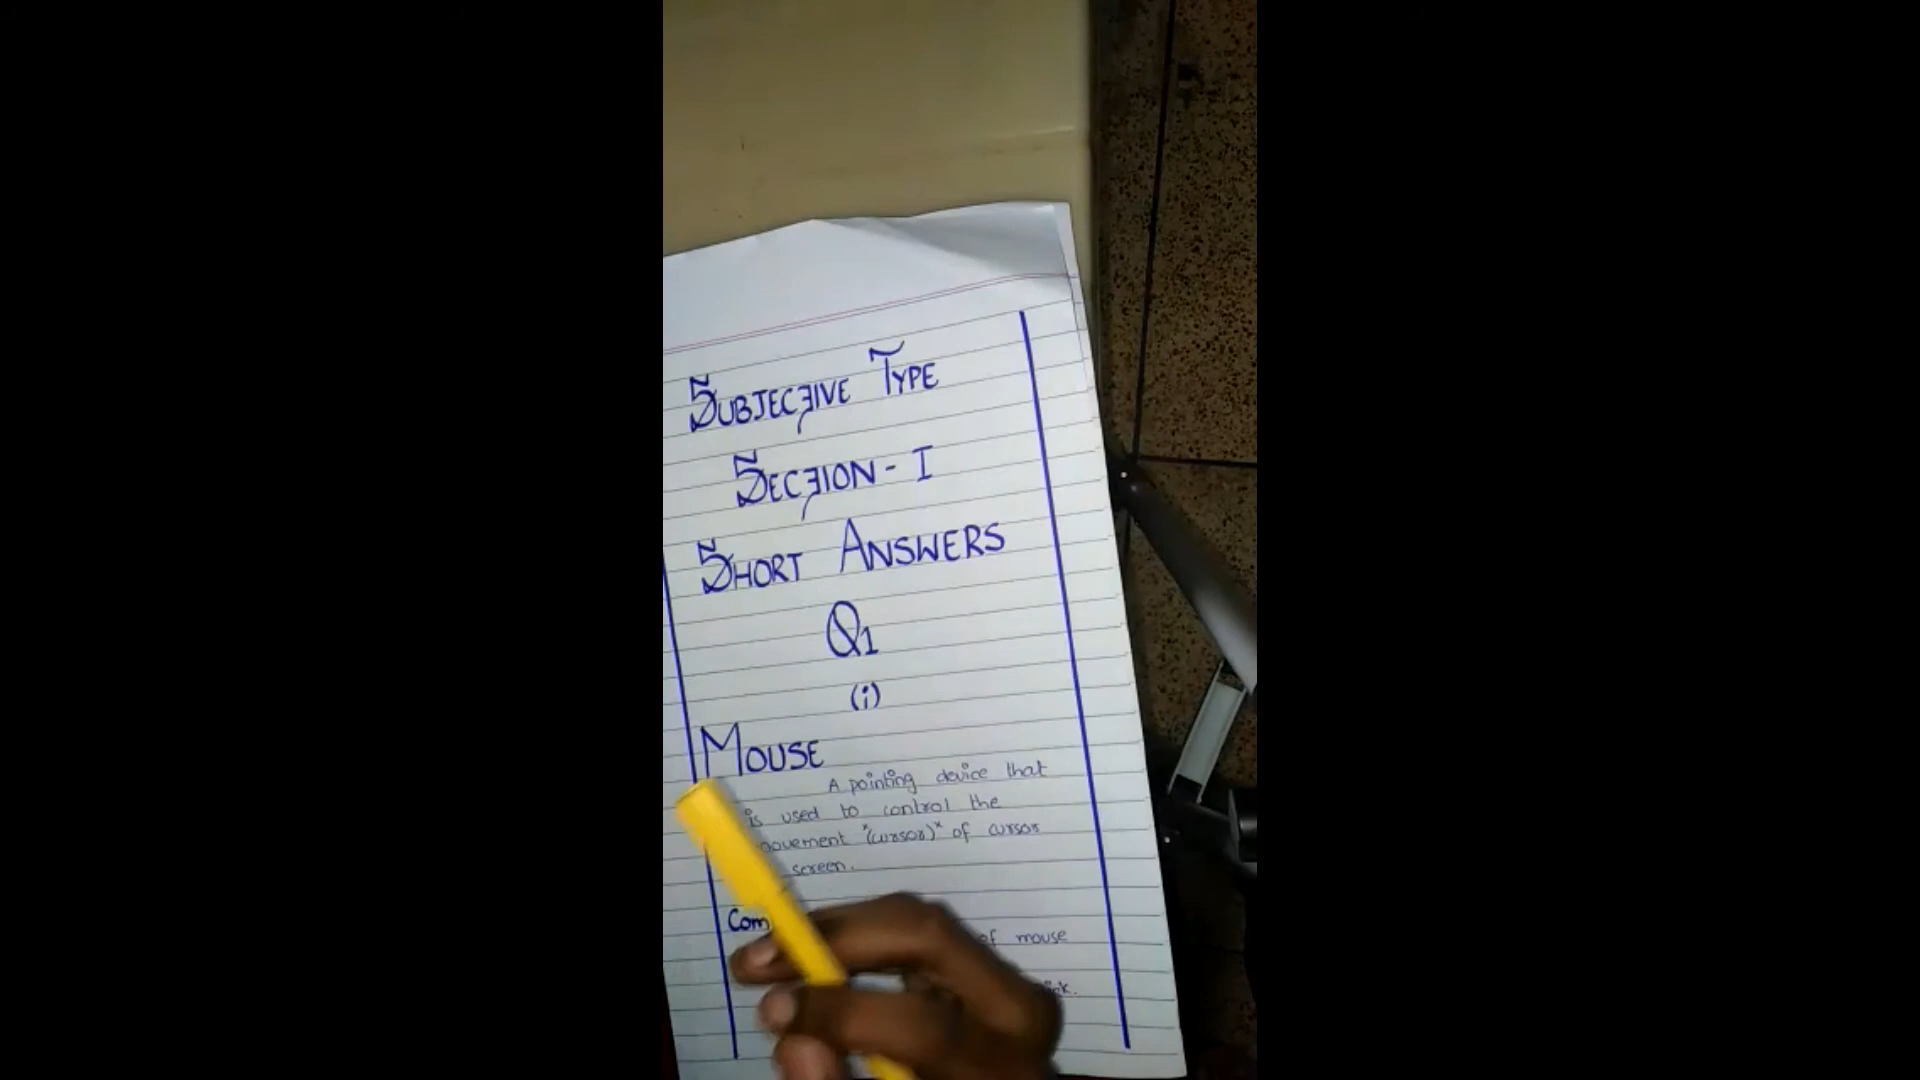 SUBJECTIVE TYPE
SECTION - I
SHORT ANSWERS
Q1
(i)
MOUSE
A pointing device that
is used to control the
movement "(cursor)" of cursor
screen.
Com
of mouse